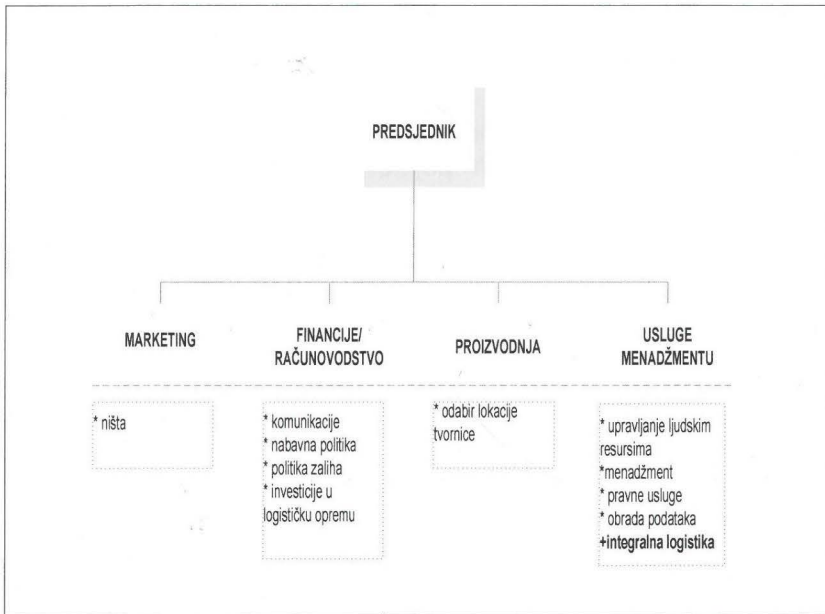 PREDSJEDNIK
MARKETING
FINANCIJE/
RAČUNOVODSTVO
PROIZVODNJA
USLUGE
MENADŽMENTU
* ništa
* komunikacije
* nabavna politika
* politika zaliha
* investicije u
logističku opremu
* odabir lokacije
tvornice
* upravljanje ljudskim
resursima
*menadžment
* pravne usluge
* obrada podataka
+integralna logistika